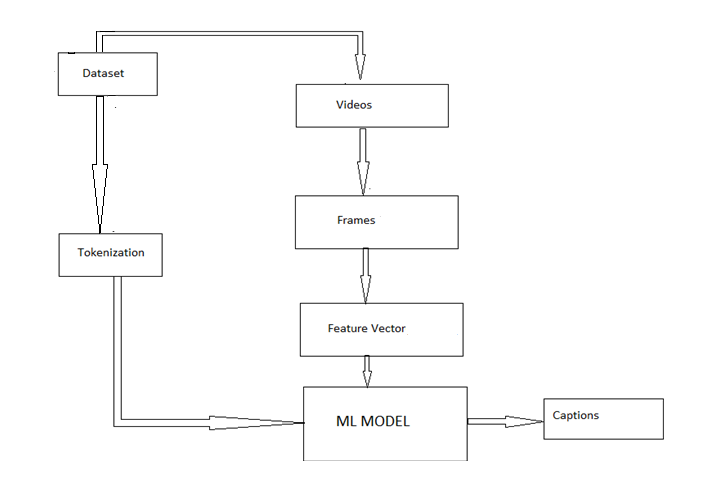 Dataset
Videos
Frames
Tokenization
Feature Vector
ML MODEL
Captions